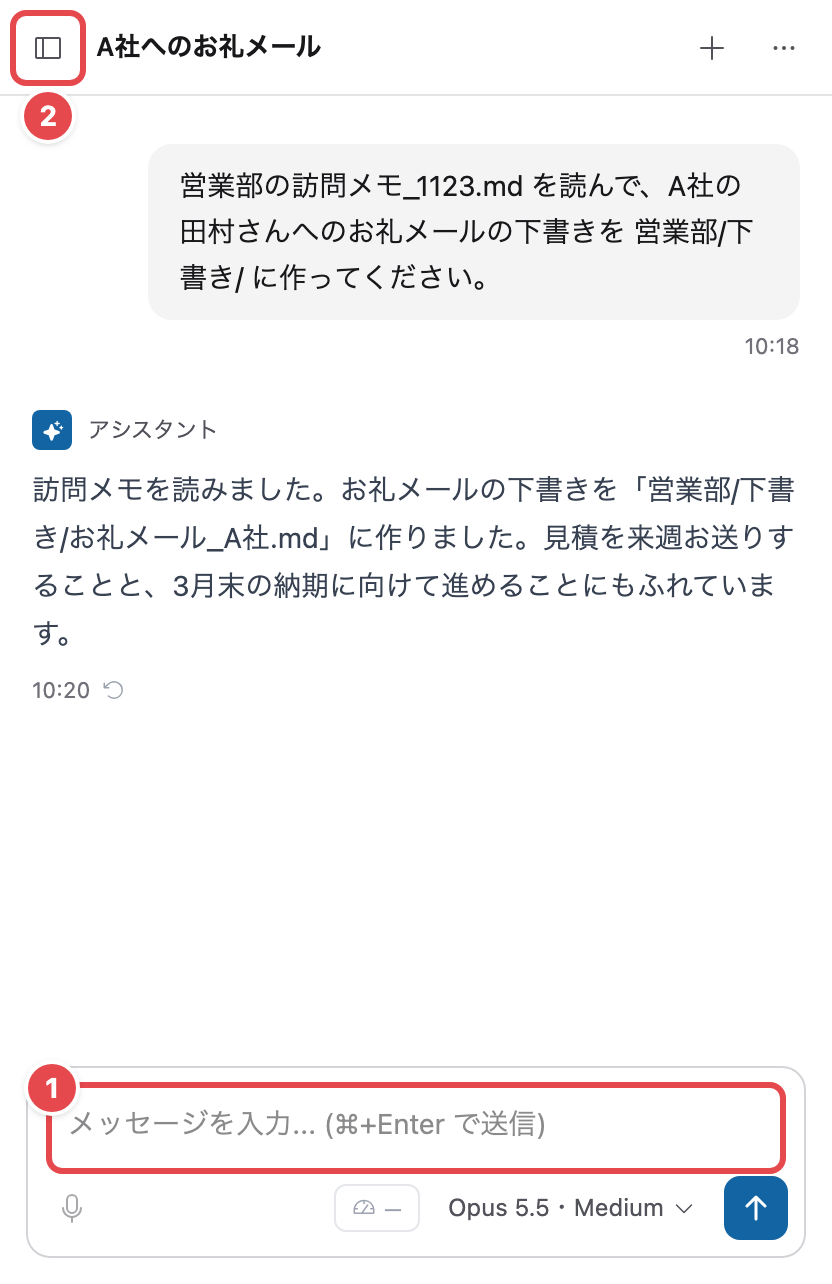 A社へのお礼メール
2
営業部の訪問メモ_1123.md を読んで、A社の
田村さんへのお礼メールの下書きを 営業部/下
書き/ に作ってください。
10:18
アシスタント
訪問メモを読みました。お礼メールの下書きを「営業部/下書
き/お礼メール_A社.md」に作りました。見積を来週お送りす
ることと、3月末の納期に向けて進めることにもふれていま
す。
10:20
1
メッセージを入力... (⌘+Enter で送信)
Opus 5.5・Medium